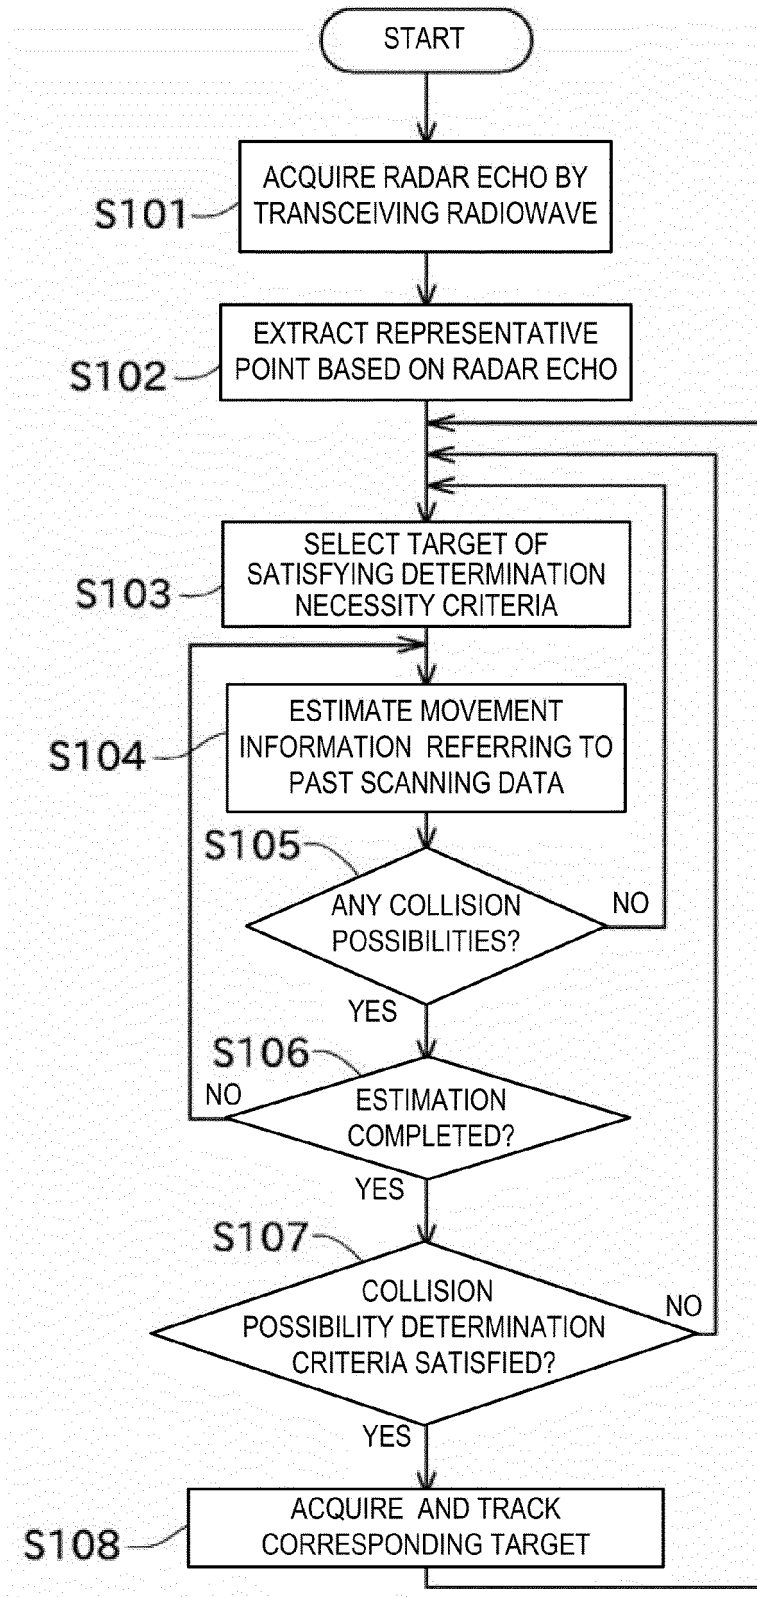 START
ACQUIRE RADAR ECHO BY
TRANSCEIVING RADIOWAVE
S101
EXTRACT REPRESENTATIVE
POINT BASED ON RADAR ECHO
S102
SELECT TARGET OF
SATISFYING DETERMINATION
NECESSITY CRITERIA
S103
ESTIMATE MOVEMENT
INFORMATION REFERRING TO
PAST SCANNING DATA
S104
S105
ANY COLLISION
POSSIBILITIES?
NO
YES
S106
NO
ESTIMATION
COMPLETED?
YES
S107
COLLISION
POSSIBILITY DETERMINATION
CRITERIA SATISFIED?
NO
YES
ACQUIRE AND TRACK
CORRESPONDING TARGET
S108